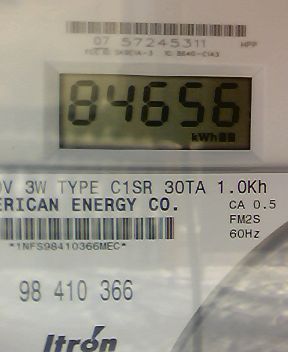 07 57245311 HPP
84656
kWh
V 3W TYPE C1SR 30TA 1.0Kh
ERICAN ENERGY CO. CA 0.5
FM2S
*1NFS98410366MEC* 60Hz
98 410 366
Itron